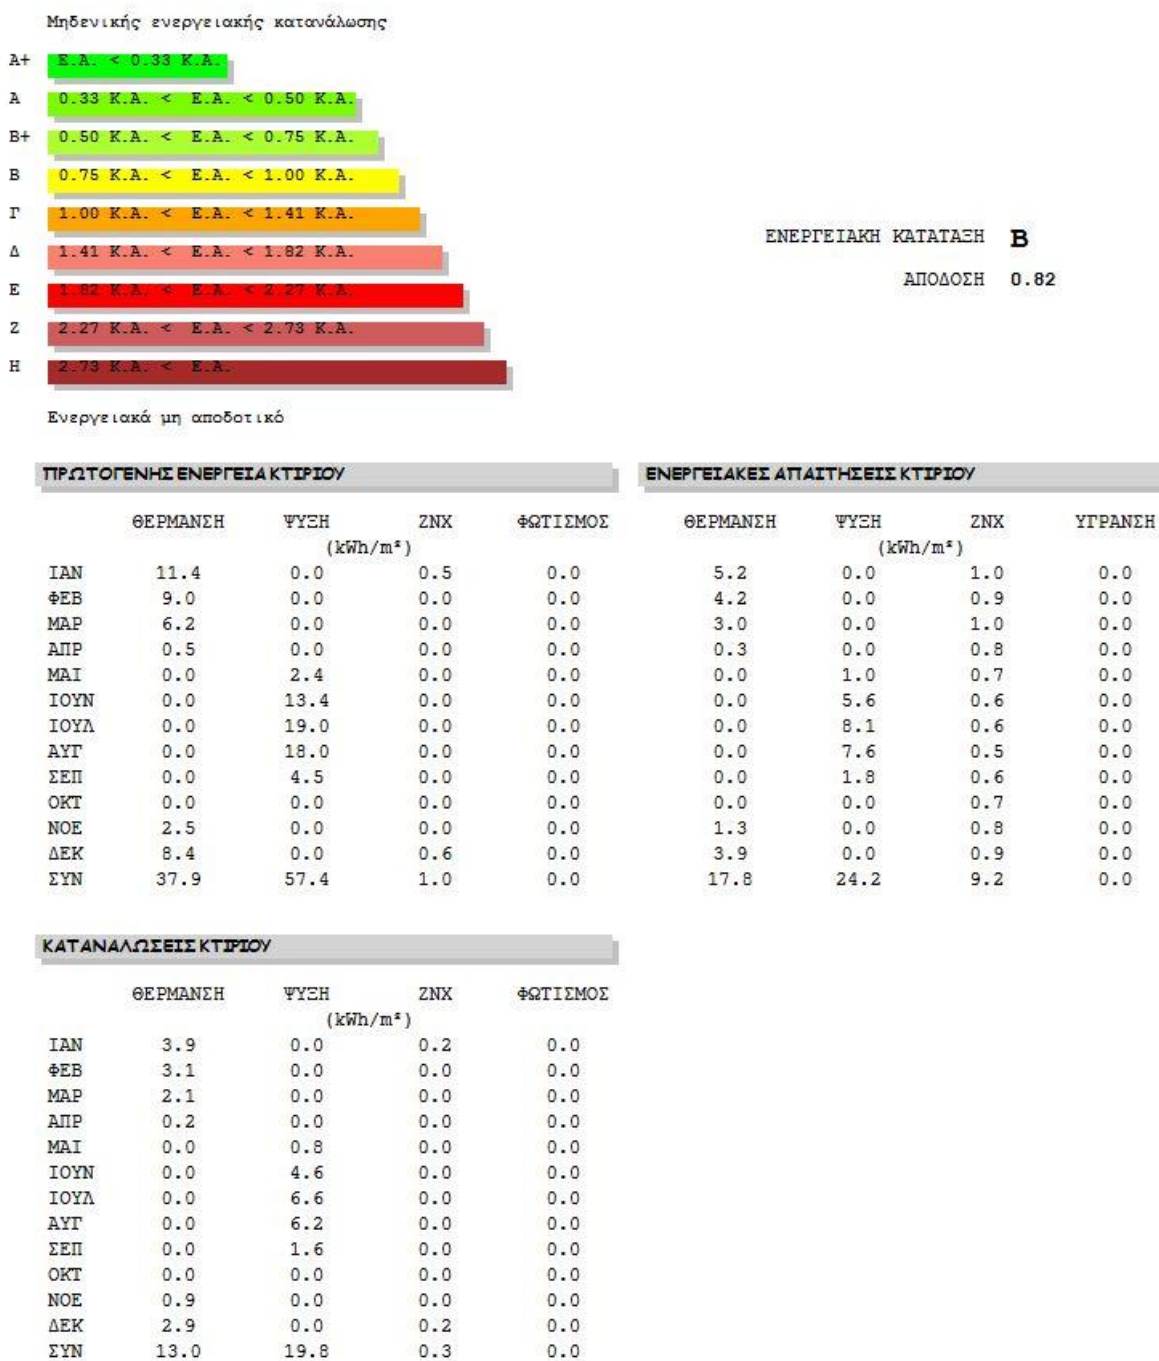 Μηδενικής ενεργειακής κατανάλωσης
Α+ Ε.Α. < 0.33 Κ.Α.
Α 0.33 Κ.Α. < Ε.Α. < 0.50 Κ.Α.
Β+ 0.50 Κ.Α. < Ε.Α. < 0.75 Κ.Α.
Β 0.75 Κ.Α. < Ε.Α. < 1.00 Κ.Α.
Γ 1.00 Κ.Α. < Ε.Α. < 1.41 Κ.Α.
Δ 1.41 Κ.Α. < Ε.Α. < 1.82 Κ.Α.
Ε 1.82 Κ.Α. < Ε.Α. < 2.27 Κ.Α.
Ζ 2.27 Κ.Α. < Ε.Α. < 2.73 Κ.Α.
Η 2.73 Κ.Α. < Ε.Α.
Ενεργειακά μη αποδοτικό
ΕΝΕΡΓΕΙΑΚΗ ΚΑΤΑΤΑΞΗ Β
ΑΠΟΔΟΣΗ 0.82
ΠΡΩΤΟΓΕΝΗΣ ΕΝΕΡΓΕΙΑ ΚΤΙΡΙΟΥ
ΘΕΡΜΑΝΣΗ ΨΥΞΗ ΖΝΧ ΦΩΤΙΣΜΟΣ
(kWh/m²)
ΙΑΝ 11.4 0.0 0.5 0.0
ΦΕΒ 9.0 0.0 0.0 0.0
ΜΑΡ 6.2 0.0 0.0 0.0
ΑΠΡ 0.5 0.0 0.0 0.0
ΜΑΙ 0.0 2.4 0.0 0.0
ΙΟΥΝ 0.0 13.4 0.0 0.0
ΙΟΥΛ 0.0 19.0 0.0 0.0
ΑΥΓ 0.0 18.0 0.0 0.0
ΣΕΠ 0.0 4.5 0.0 0.0
ΟΚΤ 0.0 0.0 0.0 0.0
ΝΟΕ 2.5 0.0 0.0 0.0
ΔΕΚ 8.4 0.0 0.6 0.0
ΣΥΝ 37.9 57.4 1.0 0.0
ΕΝΕΡΓΕΙΑΚΕΣ ΑΠΑΙΤΗΣΕΙΣ ΚΤΙΡΙΟΥ
ΘΕΡΜΑΝΣΗ ΨΥΞΗ ΖΝΧ ΥΓΡΑΝΣΗ
(kWh/m²)
5.2 0.0 1.0 0.0
4.2 0.0 0.9 0.0
3.0 0.0 1.0 0.0
0.3 0.0 0.8 0.0
0.0 1.0 0.7 0.0
0.0 5.6 0.6 0.0
0.0 8.1 0.6 0.0
0.0 7.6 0.5 0.0
0.0 1.8 0.6 0.0
0.0 0.0 0.7 0.0
1.3 0.0 0.8 0.0
3.9 0.0 0.9 0.0
17.8 24.2 9.2 0.0
ΚΑΤΑΝΑΛΩΣΕΙΣ ΚΤΙΡΙΟΥ
ΘΕΡΜΑΝΣΗ ΨΥΞΗ ΖΝΧ ΦΩΤΙΣΜΟΣ
(kWh/m²)
ΙΑΝ 3.9 0.0 0.2 0.0
ΦΕΒ 3.1 0.0 0.0 0.0
ΜΑΡ 2.1 0.0 0.0 0.0
ΑΠΡ 0.2 0.0 0.0 0.0
ΜΑΙ 0.0 0.8 0.0 0.0
ΙΟΥΝ 0.0 4.6 0.0 0.0
ΙΟΥΛ 0.0 6.6 0.0 0.0
ΑΥΓ 0.0 6.2 0.0 0.0
ΣΕΠ 0.0 1.6 0.0 0.0
ΟΚΤ 0.0 0.0 0.0 0.0
ΝΟΕ 0.9 0.0 0.0 0.0
ΔΕΚ 2.9 0.0 0.2 0.0
ΣΥΝ 13.0 19.8 0.3 0.0